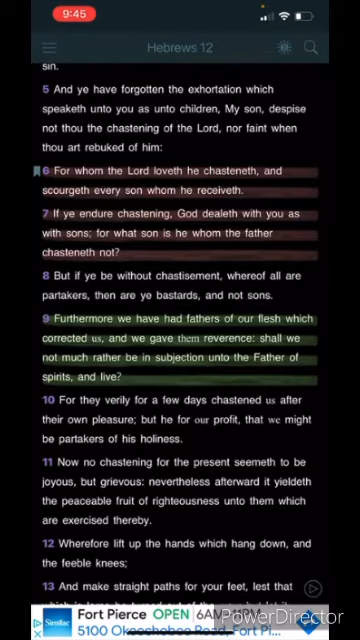 9:45
Hebrews 12
sin.
5 And ye have forgotten the exhortation which
speaketh unto you as unto children, My son, despise
not thou the chastening of the Lord, nor faint when
thou art rebuked of him:
6 For whom the Lord loveth he chasteneth, and
scourgeth every son whom he receiveth.
7 If ye endure chastening, God dealeth with you as
with sons; for what son is he whom the father
chasteneth not?
8 But if ye be without chastisement, whereof all are
partakers, then are ye bastards, and not sons.
9 Furthermore we have had fathers of our flesh which
corrected us, and we gave them reverence: shall we
not much rather be in subjection unto the Father of
spirits, and live?
10 For they verily for a few days chastened us after
their own pleasure; but he for our profit, that we might
be partakers of his holiness.
11 Now no chastening for the present seemeth to be
joyous, but grievous: nevertheless afterward it yieldeth
the peaceable fruit of righteousness unto them which
are exercised thereby.
12 Wherefore lift up the hands which hang down, and
the feeble knees;
13 And make straight paths for your feet, lest that
Fort Pierce OPEN 6AM
PowerDirector
5100 Okeechobee Road, Fort Pi...